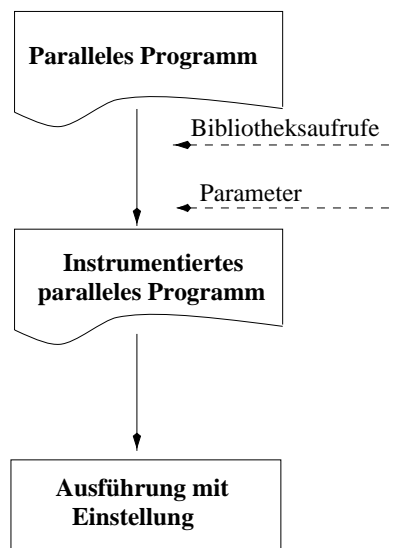 Paralleles Programm
Bibliotheksaufrufe
Parameter
Instrumentiertes
paralleles Programm
Ausführung mit
Einstellung